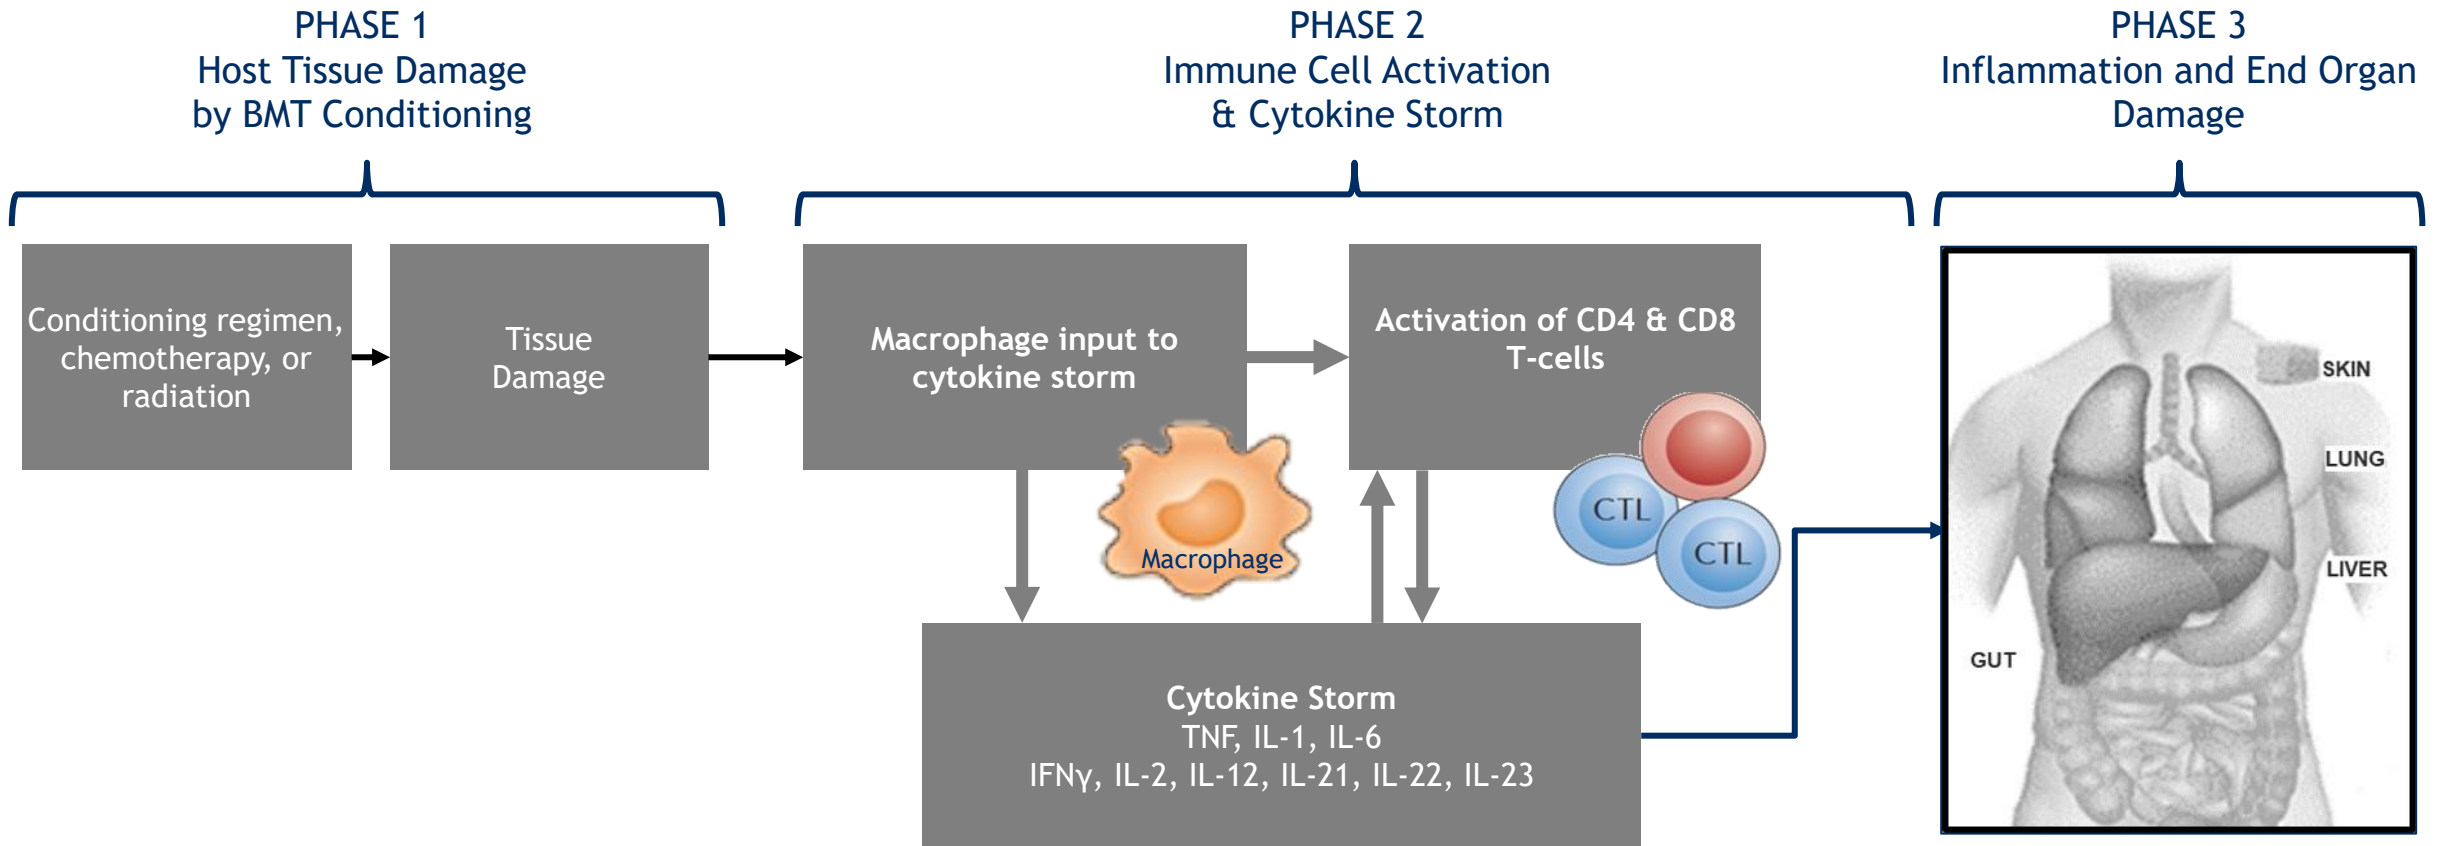 PHASE 1
Host Tissue Damage
by BMT Conditioning
PHASE 2
Immune Cell Activation
& Cytokine Storm
PHASE 3
Inflammation and End Organ
Damage
Conditioning regimen,
chemotherapy, or
radiation
Tissue
Damage
Macrophage input to
cytokine storm
Macrophage
Activation of CD4 & CD8
T-cells
CTL
CTL
Cytokine Storm
TNF, IL-1, IL-6
IFNγ, IL-2, IL-12, IL-21, IL-22, IL-23
SKIN
LUNG
LIVER
GUT